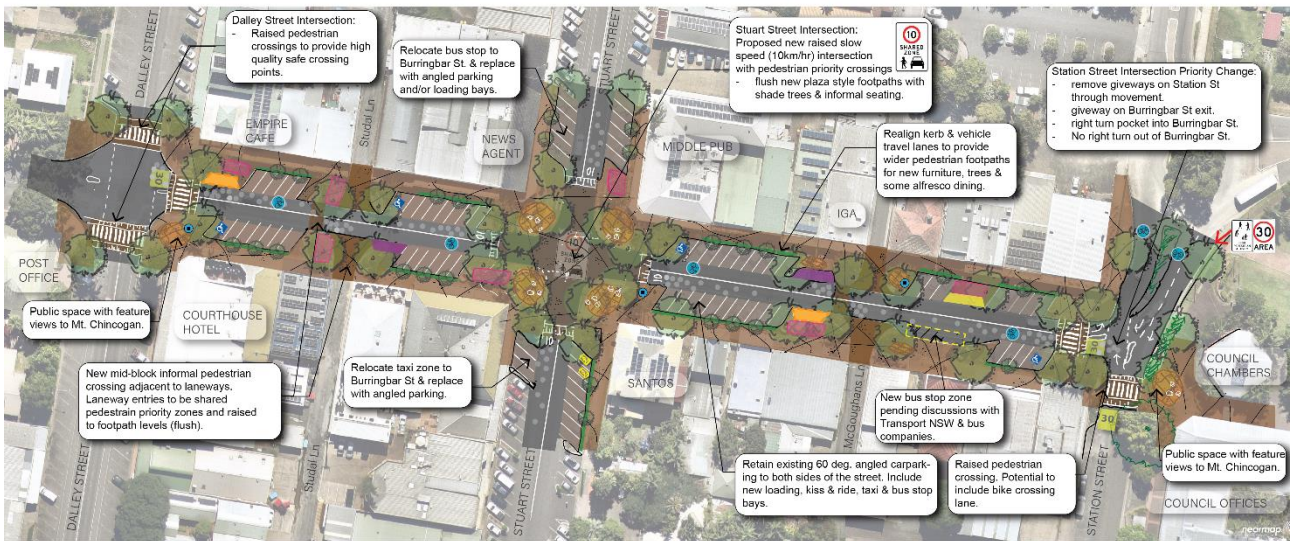 Dalley Street Intersection:
- Raised pedestrian
crossings to provide high
quality safe crossing
points.
Relocate bus stop to
Burringbar St. & replace
with angled parking
and/or loading bays.
Stuart Street Intersection:
Proposed new raised slow
speed (10km/hr) intersection
with pedestrian priority crossings
- flush new plaza style footpaths with
shade trees & informal seating.
10
SHARED
ZONE
Station Street Intersection Priority Change:
- remove giveways on Station St
through movement.
- giveway on Burringbar St exit.
- right turn pocket into Burringbar St.
- No right turn out of Burringbar St.
Realign kerb & vehicle
travel lanes to provide
wider pedestrian footpaths
for new furniture, trees &
some alfresco dining.
DALLEY STREET
Studal Ln
STUART STREET
EMPIRE
CAFE
NEWS
AGENT
MIDDLE PUB
IGA
30
10
10
10
10
30
AREA
POST
OFFICE
COURTHOUSE
HOTEL
SANTOS
COUNCIL
CHAMBERS
30
30
Public space with feature
views to Mt. Chincogan.
New mid-block informal pedestrian
crossing adjacent to laneways.
Laneway entries to be shared
pedestrain priority zones and raised
to footpath levels (flush).
Relocate taxi zone to
Burringbar St & replace
with angled parking.
New bus stop zone
pending discussions with
Transport NSW & bus
companies.
Retain existing 60 deg. angled carpark-
ing to both sides of the street. Include
new loading, kiss & ride, taxi & bus stop
bays.
Raised pedestrian
crossing. Potential to
include bike crossing
lane.
Public space with feature
views to Mt. Chincogan.
DALLEY STREET
Studal Ln
STUART STREET
McGoughans Ln
STATION STREET
COUNCIL OFFICES
nearmap